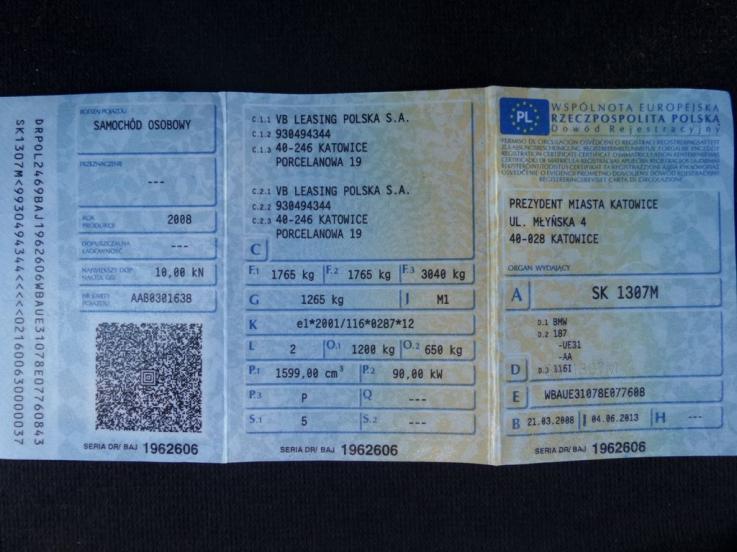 DRPOL2469BAJ1962606WBAUE31078E07760843
SK1307M<9930494344<<<<<0216006300000037
RODZAJ POJAZDU
SAMOCHÓD OSOBOWY
PRZEZNACZENIE
---
ROK PRODUKCJI 2008
DOPUSZCZALNA ŁADOWNOŚĆ ---
NAJWIĘKSZY DOP. NACISK OSI 10,00 kN
NR KARTY POJAZDU AAB0301638
SERIA DR/ BAJ 1962606
C.1.1 VB LEASING POLSKA S.A.
C.1.2 930494344
C.1.3 40-246 KATOWICE
PORCELANOWA 19
C.2.1 VB LEASING POLSKA S.A.
C.2.2 930494344
C.2.3 40-246 KATOWICE
PORCELANOWA 19
C
F.1 1765 kg F.2 1765 kg F.3 3040 kg
G 1265 kg J M1
K e1*2001/116*0287*12
L 2 O.1 1200 kg O.2 650 kg
P.1 1599,00 cm³ P.2 90,00 kW
P.3 P Q ---
S.1 5 S.2 ---
SERIA DR/ BAJ 1962606
PL
WSPÓLNOTA EUROPEJSKA
RZECZPOSPOLITA POLSKA
Dowód Rejestracyjny
PREZYDENT MIASTA KATOWICE
UL. MŁYŃSKA 4
40-028 KATOWICE
ORGAN WYDAJĄCY
A SK 1307M
D.1 BMW
D.2 187
-UE31
-AA
D D.3 116I
E WBAUE31078E077608
B 21.03.2008 I 04.06.2013 H ---
SERIA DR/ BAJ 1962606